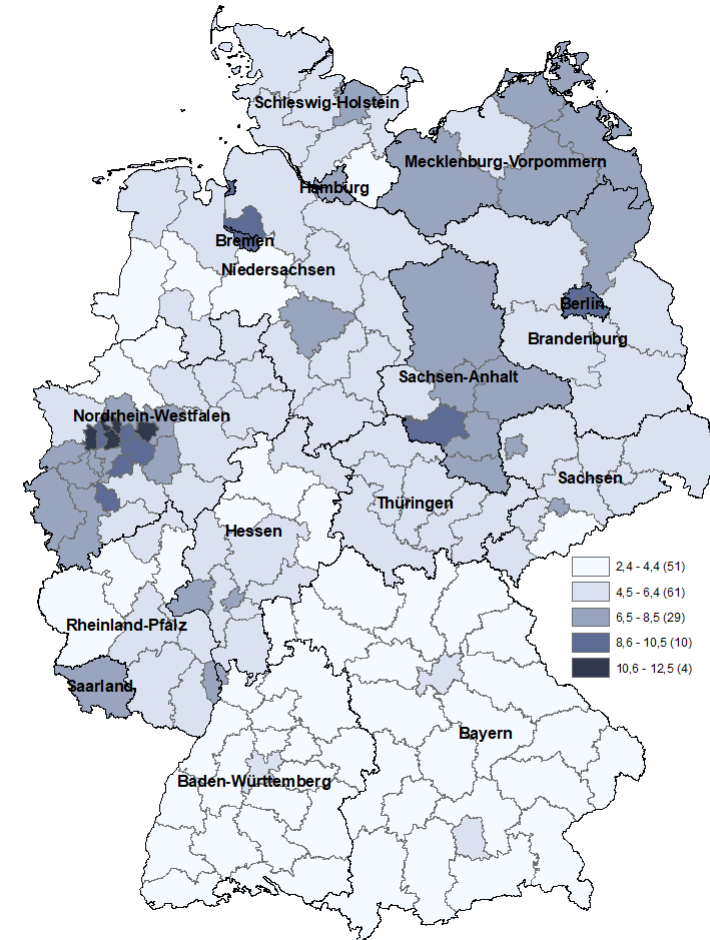 Schleswig-Holstein
Mecklenburg-Vorpommern
Hamburg
Bremen
Niedersachsen
Berlin
Brandenburg
Sachsen-Anhalt
Nordrhein-Westfalen
Sachsen
Thüringen
Hessen
2,4 - 4,4 (51)
4,5 - 6,4 (61)
6,5 - 8,5 (29)
8,6 - 10,5 (10)
10,6 - 12,5 (4)
Rheinland-Pfalz
Saarland
Bayern
Baden-Württemberg